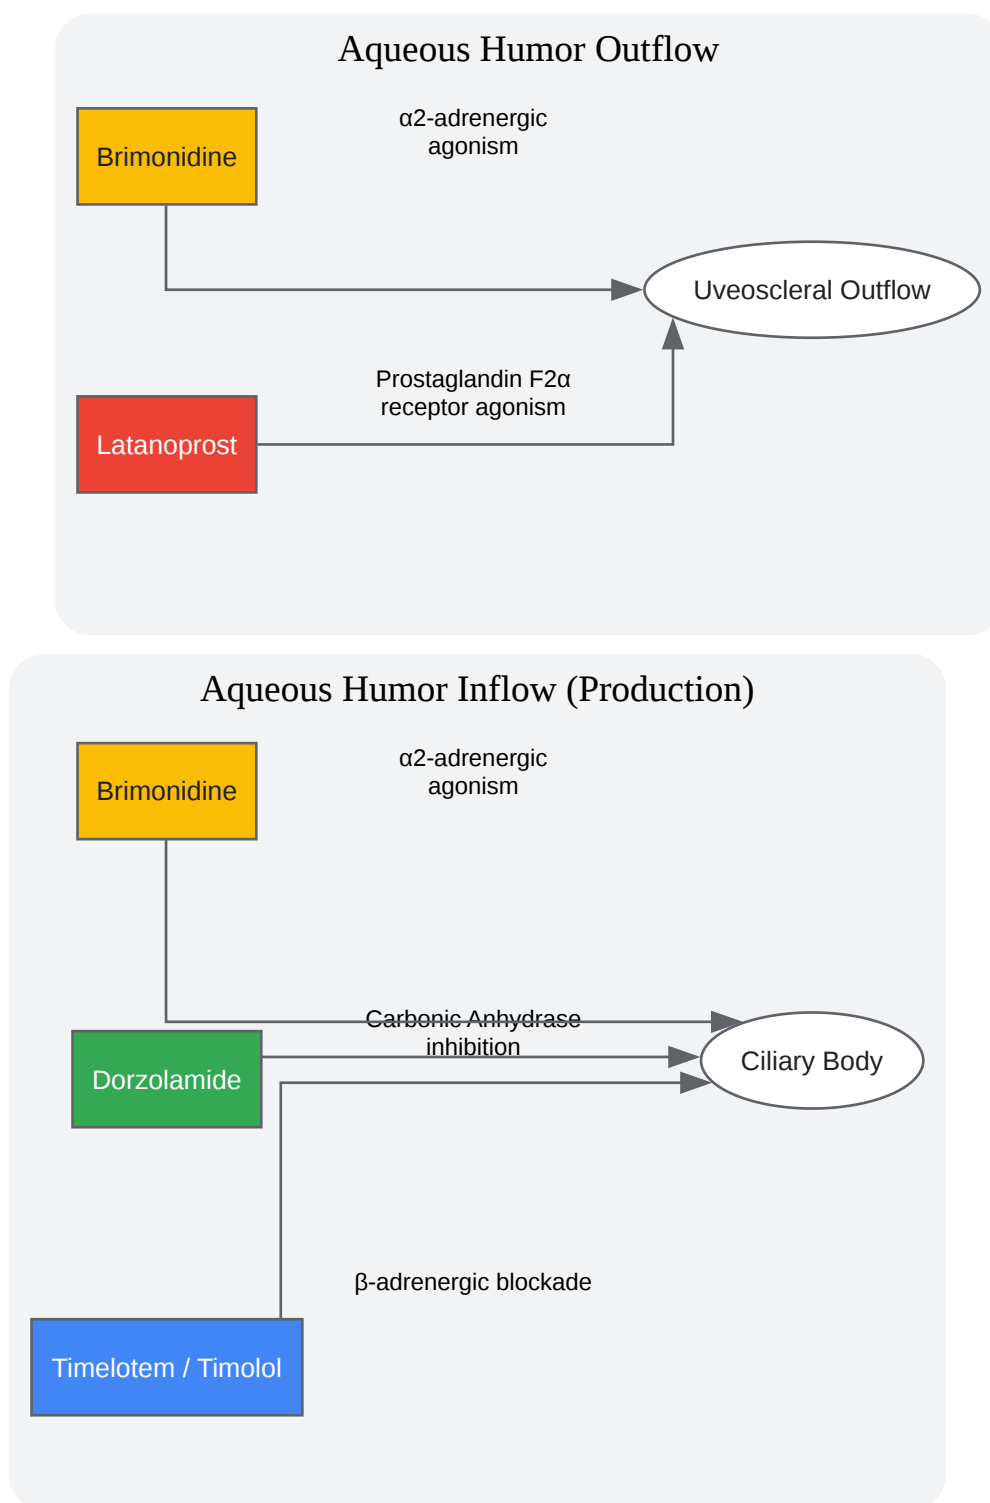 Aqueous Humor Outflow
α2-adrenergic
agonism
Brimonidine
Uveoscleral Outflow
Prostaglandin F2α
receptor agonism
Latanoprost
Aqueous Humor Inflow (Production)
α2-adrenergic
agonism
Brimonidine
Carbonic Anhydrase
inhibition
Ciliary Body
Dorzolamide
β-adrenergic blockade
Timelotem / Timolol